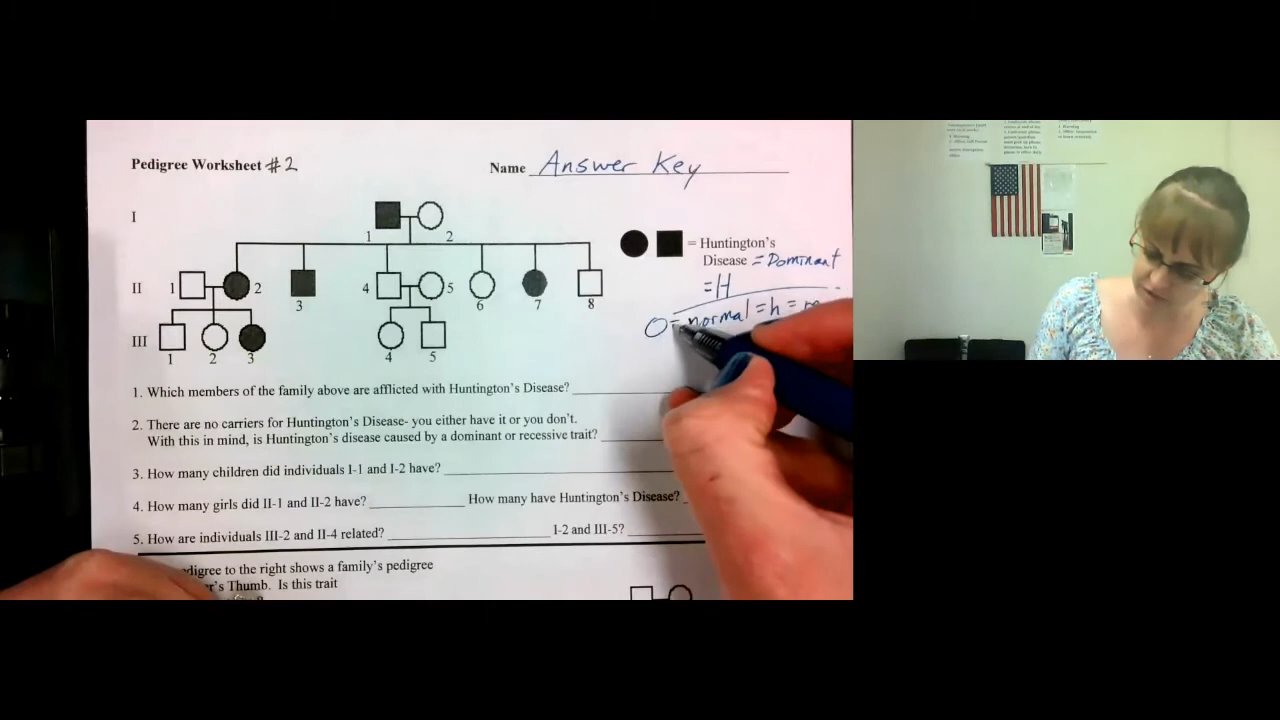 Pedigree Worksheet #2
Name Answer Key
I
1 2
= Huntington's
Disease = Dominant
= H
II 1 2 3 4 5 6 7 8
= normal = h =
III 1 2 3 4 5
1. Which members of the family above are afflicted with Huntington's Disease?
2. There are no carriers for Huntington's Disease- you either have it or you don't.
With this in mind, is Huntington's disease caused by a dominant or recessive trait?
3. How many children did individuals I-1 and I-2 have?
4. How many girls did II-1 and II-2 have? How many have Huntington's Disease?
5. How are individuals III-2 and II-4 related? I-2 and III-5?
digree to the right shows a family's pedigree
er's Thumb. Is this trait